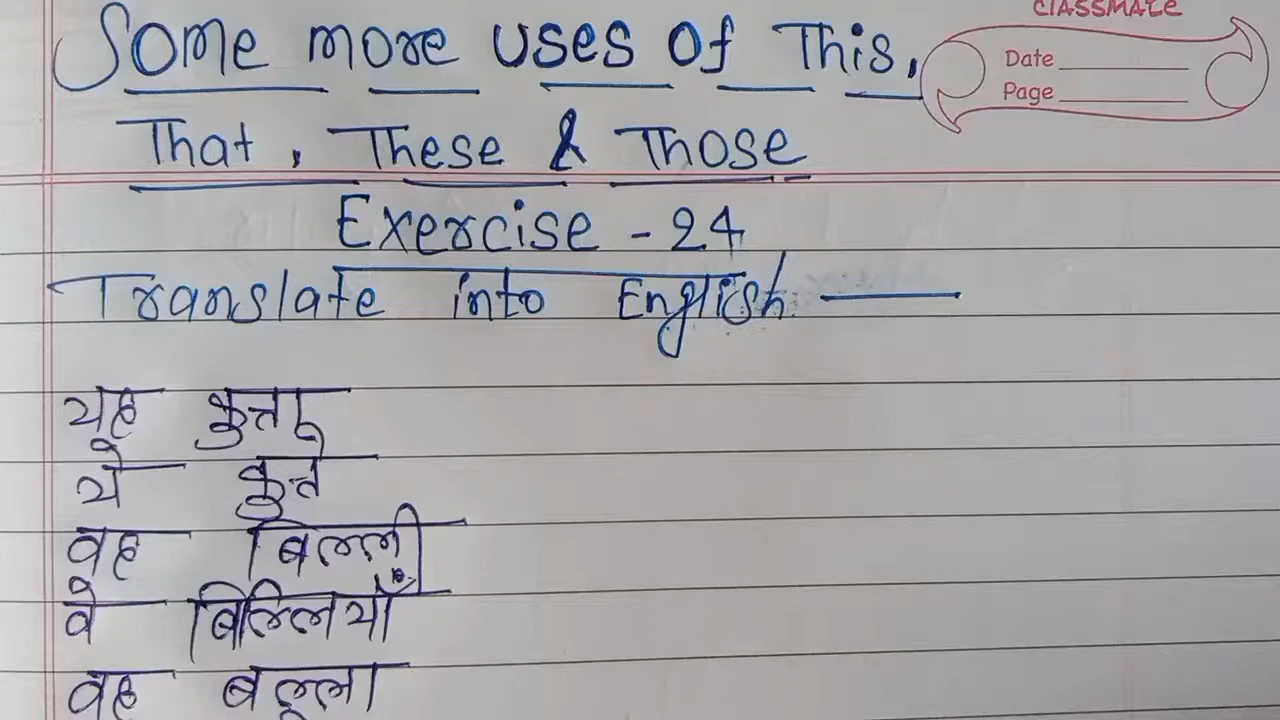 CLASSMATE
Date
Page
Some more uses of This,
That, These & Those
Exercise - 24
Translate into English
यह कुत्ता
ये कुत्ते
वह बिल्ली
वे बिल्लियाँ
वह बल्ला